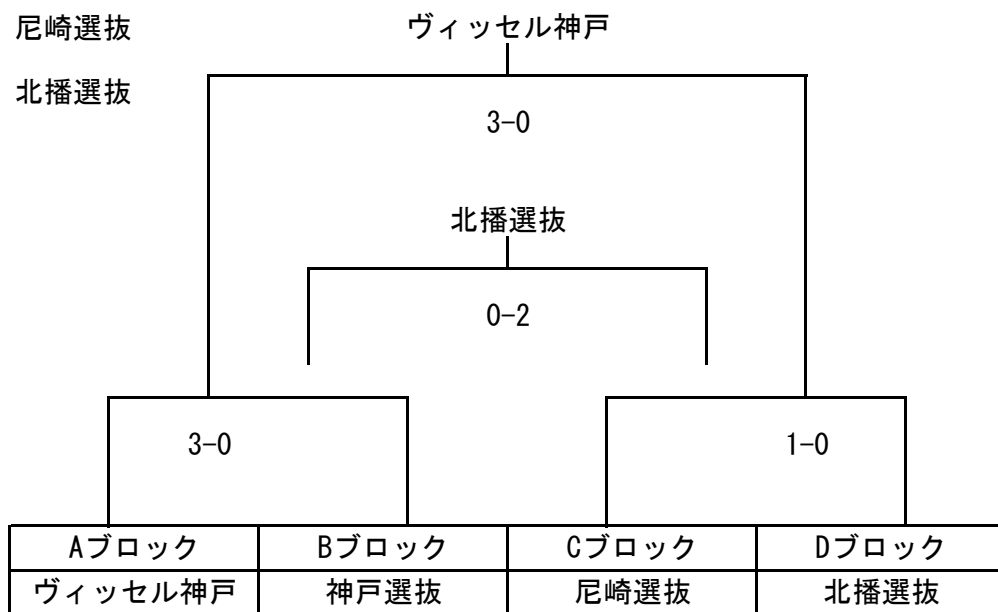 尼崎選抜
ヴィッセル神戸
北播選抜
3-0
北播選抜
0-2
3-0
1-0
Aブロック
Bブロック
Cブロック
Dブロック
ヴィッセル神戸
神戸選抜
尼崎選抜
北播選抜